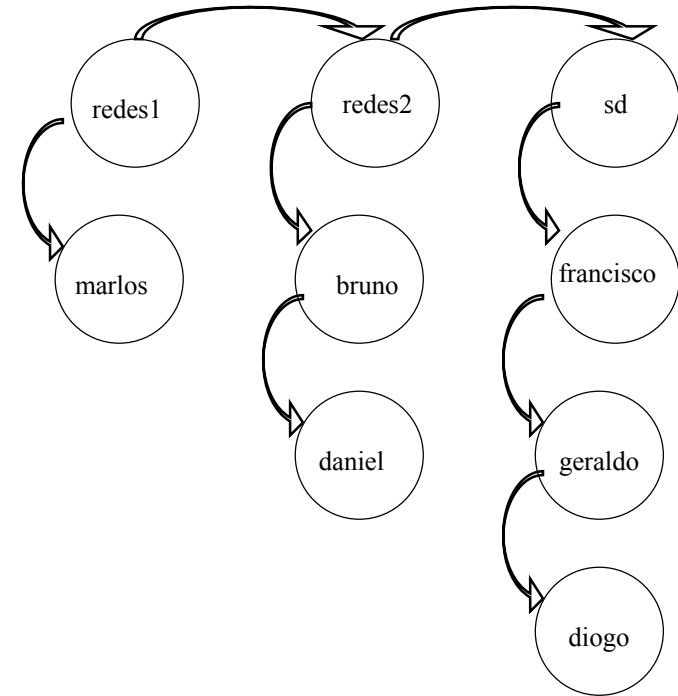 redes1
redes2
sd
marlos
bruno
francisco
daniel
geraldo
diogo